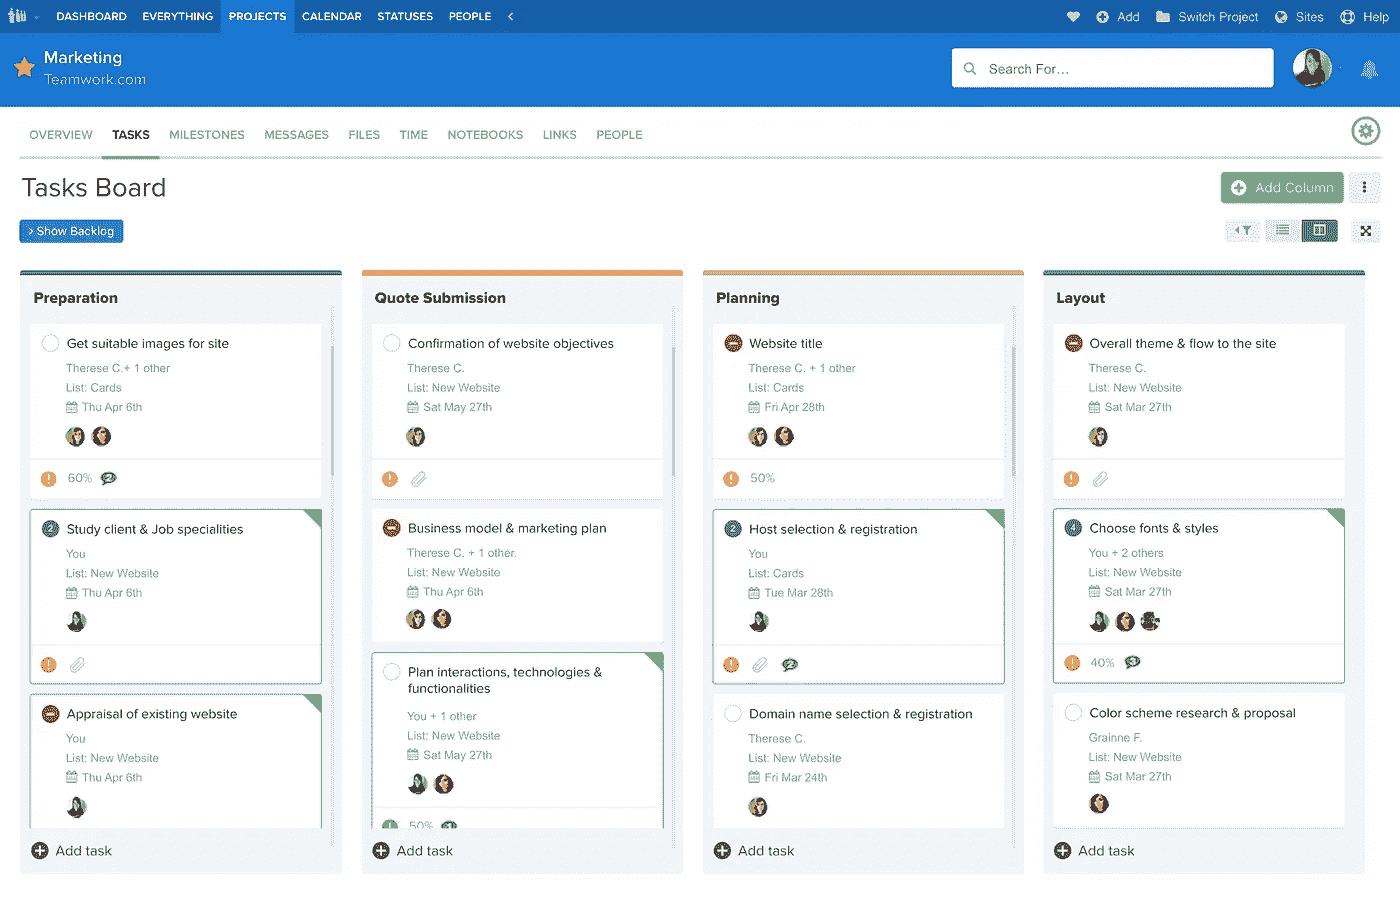 DASHBOARD EVERYTHING PROJECTS CALENDAR STATUSES PEOPLE
Add Switch Project Sites Help
Marketing
Teamwork.com
Search For...
OVERVIEW TASKS MILESTONES MESSAGES FILES TIME NOTEBOOKS LINKS PEOPLE
Tasks Board
Add Column
Show Backlog
Preparation
Get suitable images for site
Therese C.+ 1 other
List: Cards
Thu Apr 6th
60% 2
2 Study client & Job specialities
You
List: New Website
Thu Apr 6th
Appraisal of existing website
You
List: New Website
Thu Apr 6th
Add task
Quote Submission
Confirmation of website objectives
Therese C.
List: New Website
Sat May 27th
Business model & marketing plan
Therese C. + 1 other.
List: New Website
Thu Apr 6th
Plan interactions, technologies &
functionalities
You + 1 other
List: New Website
Sat May 27th
50%
Add task
Planning
Website title
Therese C. + 1 other
List: Cards
Fri Apr 28th
50%
2 Host selection & registration
You
List: Cards
Tue Mar 28th
2
Domain name selection & registration
Therese C.
List: New Website
Fri Mar 24th
Add task
Layout
Overall theme & flow to the site
Therese C.
List: New Website
Sat Mar 27th
4 Choose fonts & styles
You + 2 others
List: New Website
Sat Mar 27th
40% 3
Color scheme research & proposal
Grainne F.
List: New Website
Sat Mar 27th
Add task